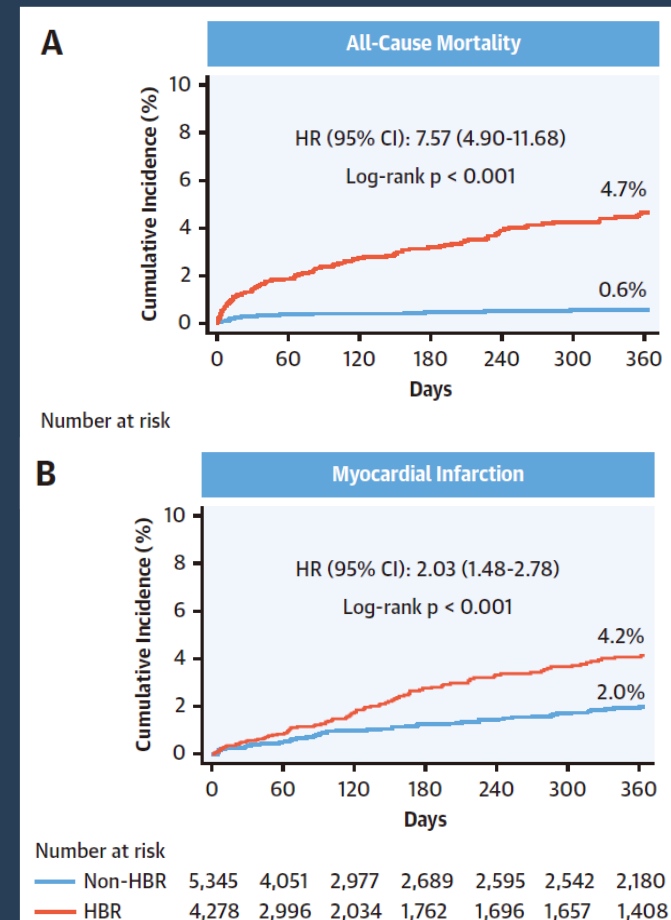 A
All-Cause Mortality
Cumulative Incidence (%)
10
8
6
4
2
0
HR (95% CI): 7.57 (4.90-11.68)
Log-rank p < 0.001
4.7%
0.6%
0 60 120 180 240 300 360
Days
Number at risk
B
Myocardial Infarction
Cumulative Incidence (%)
10
8
6
4
2
0
HR (95% CI): 2.03 (1.48-2.78)
Log-rank p < 0.001
4.2%
2.0%
0 60 120 180 240 300 360
Days
Number at risk
Non-HBR 5,345 4,051 2,977 2,689 2,595 2,542 2,180
HBR 4,278 2,996 2,034 1,762 1,696 1,657 1,408